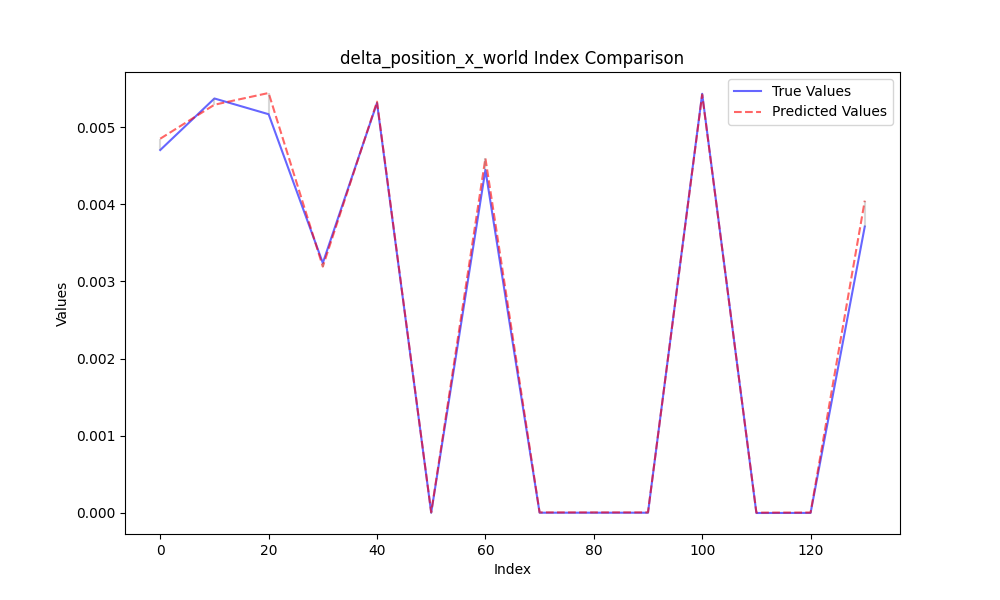 delta_position_x_world Index Comparison
True Values
Predicted Values
Values
0.005
0.004
0.003
0.002
0.001
0.000
0 20 40 60 80 100 120
Index